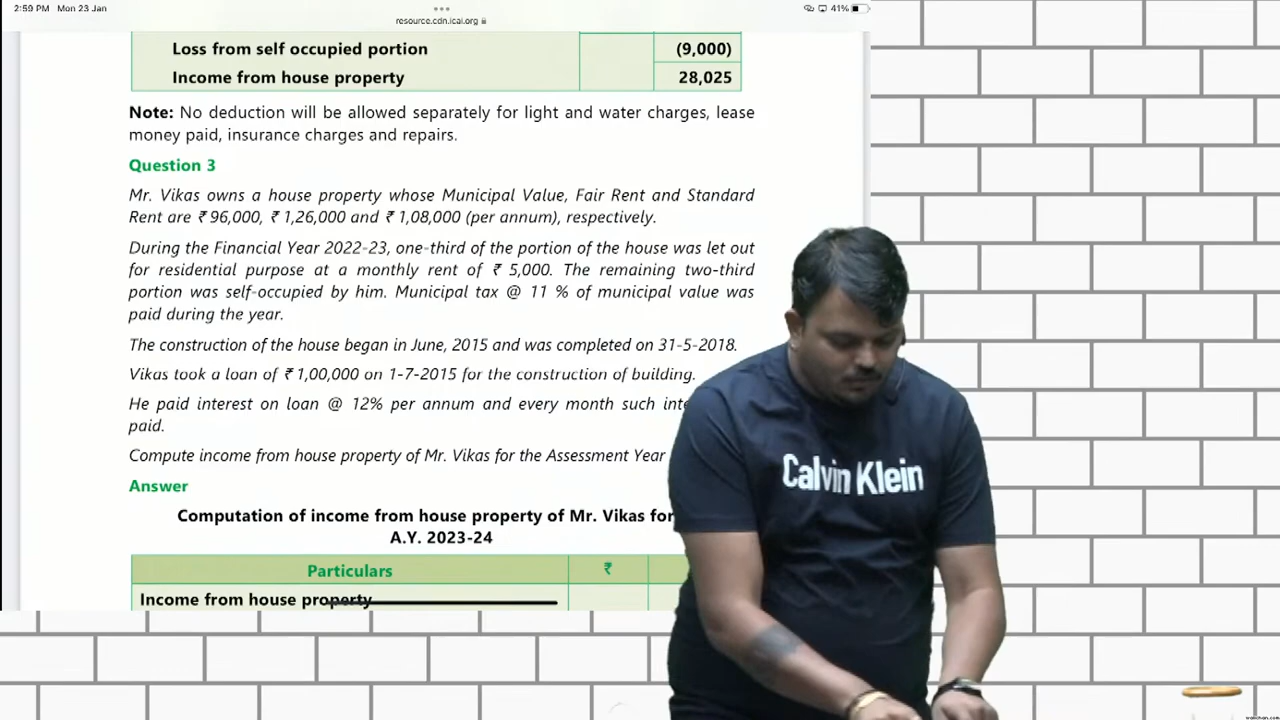 2:59 PM Mon 23 Jan
41%
resource.cdn.icai.org
Loss from self occupied portion (9,000)
Income from house property 28,025
Note: No deduction will be allowed separately for light and water charges, lease
money paid, insurance charges and repairs.
Question 3
Mr. Vikas owns a house property whose Municipal Value, Fair Rent and Standard
Rent are ₹ 96,000, ₹ 1,26,000 and ₹ 1,08,000 (per annum), respectively.
During the Financial Year 2022-23, one-third of the portion of the house was let out
for residential purpose at a monthly rent of ₹ 5,000. The remaining two-third
portion was self-occupied by him. Municipal tax @ 11 % of municipal value was
paid during the year.
The construction of the house began in June, 2015 and was completed on 31-5-2018.
Vikas took a loan of ₹ 1,00,000 on 1-7-2015 for the construction of building.
He paid interest on loan @ 12% per annum and every month such inte
paid.
Compute income from house property of Mr. Vikas for the Assessment Year
Answer
Computation of income from house property of Mr. Vikas for
A.Y. 2023-24
Particulars ₹
Income from house property
Calvin Klein